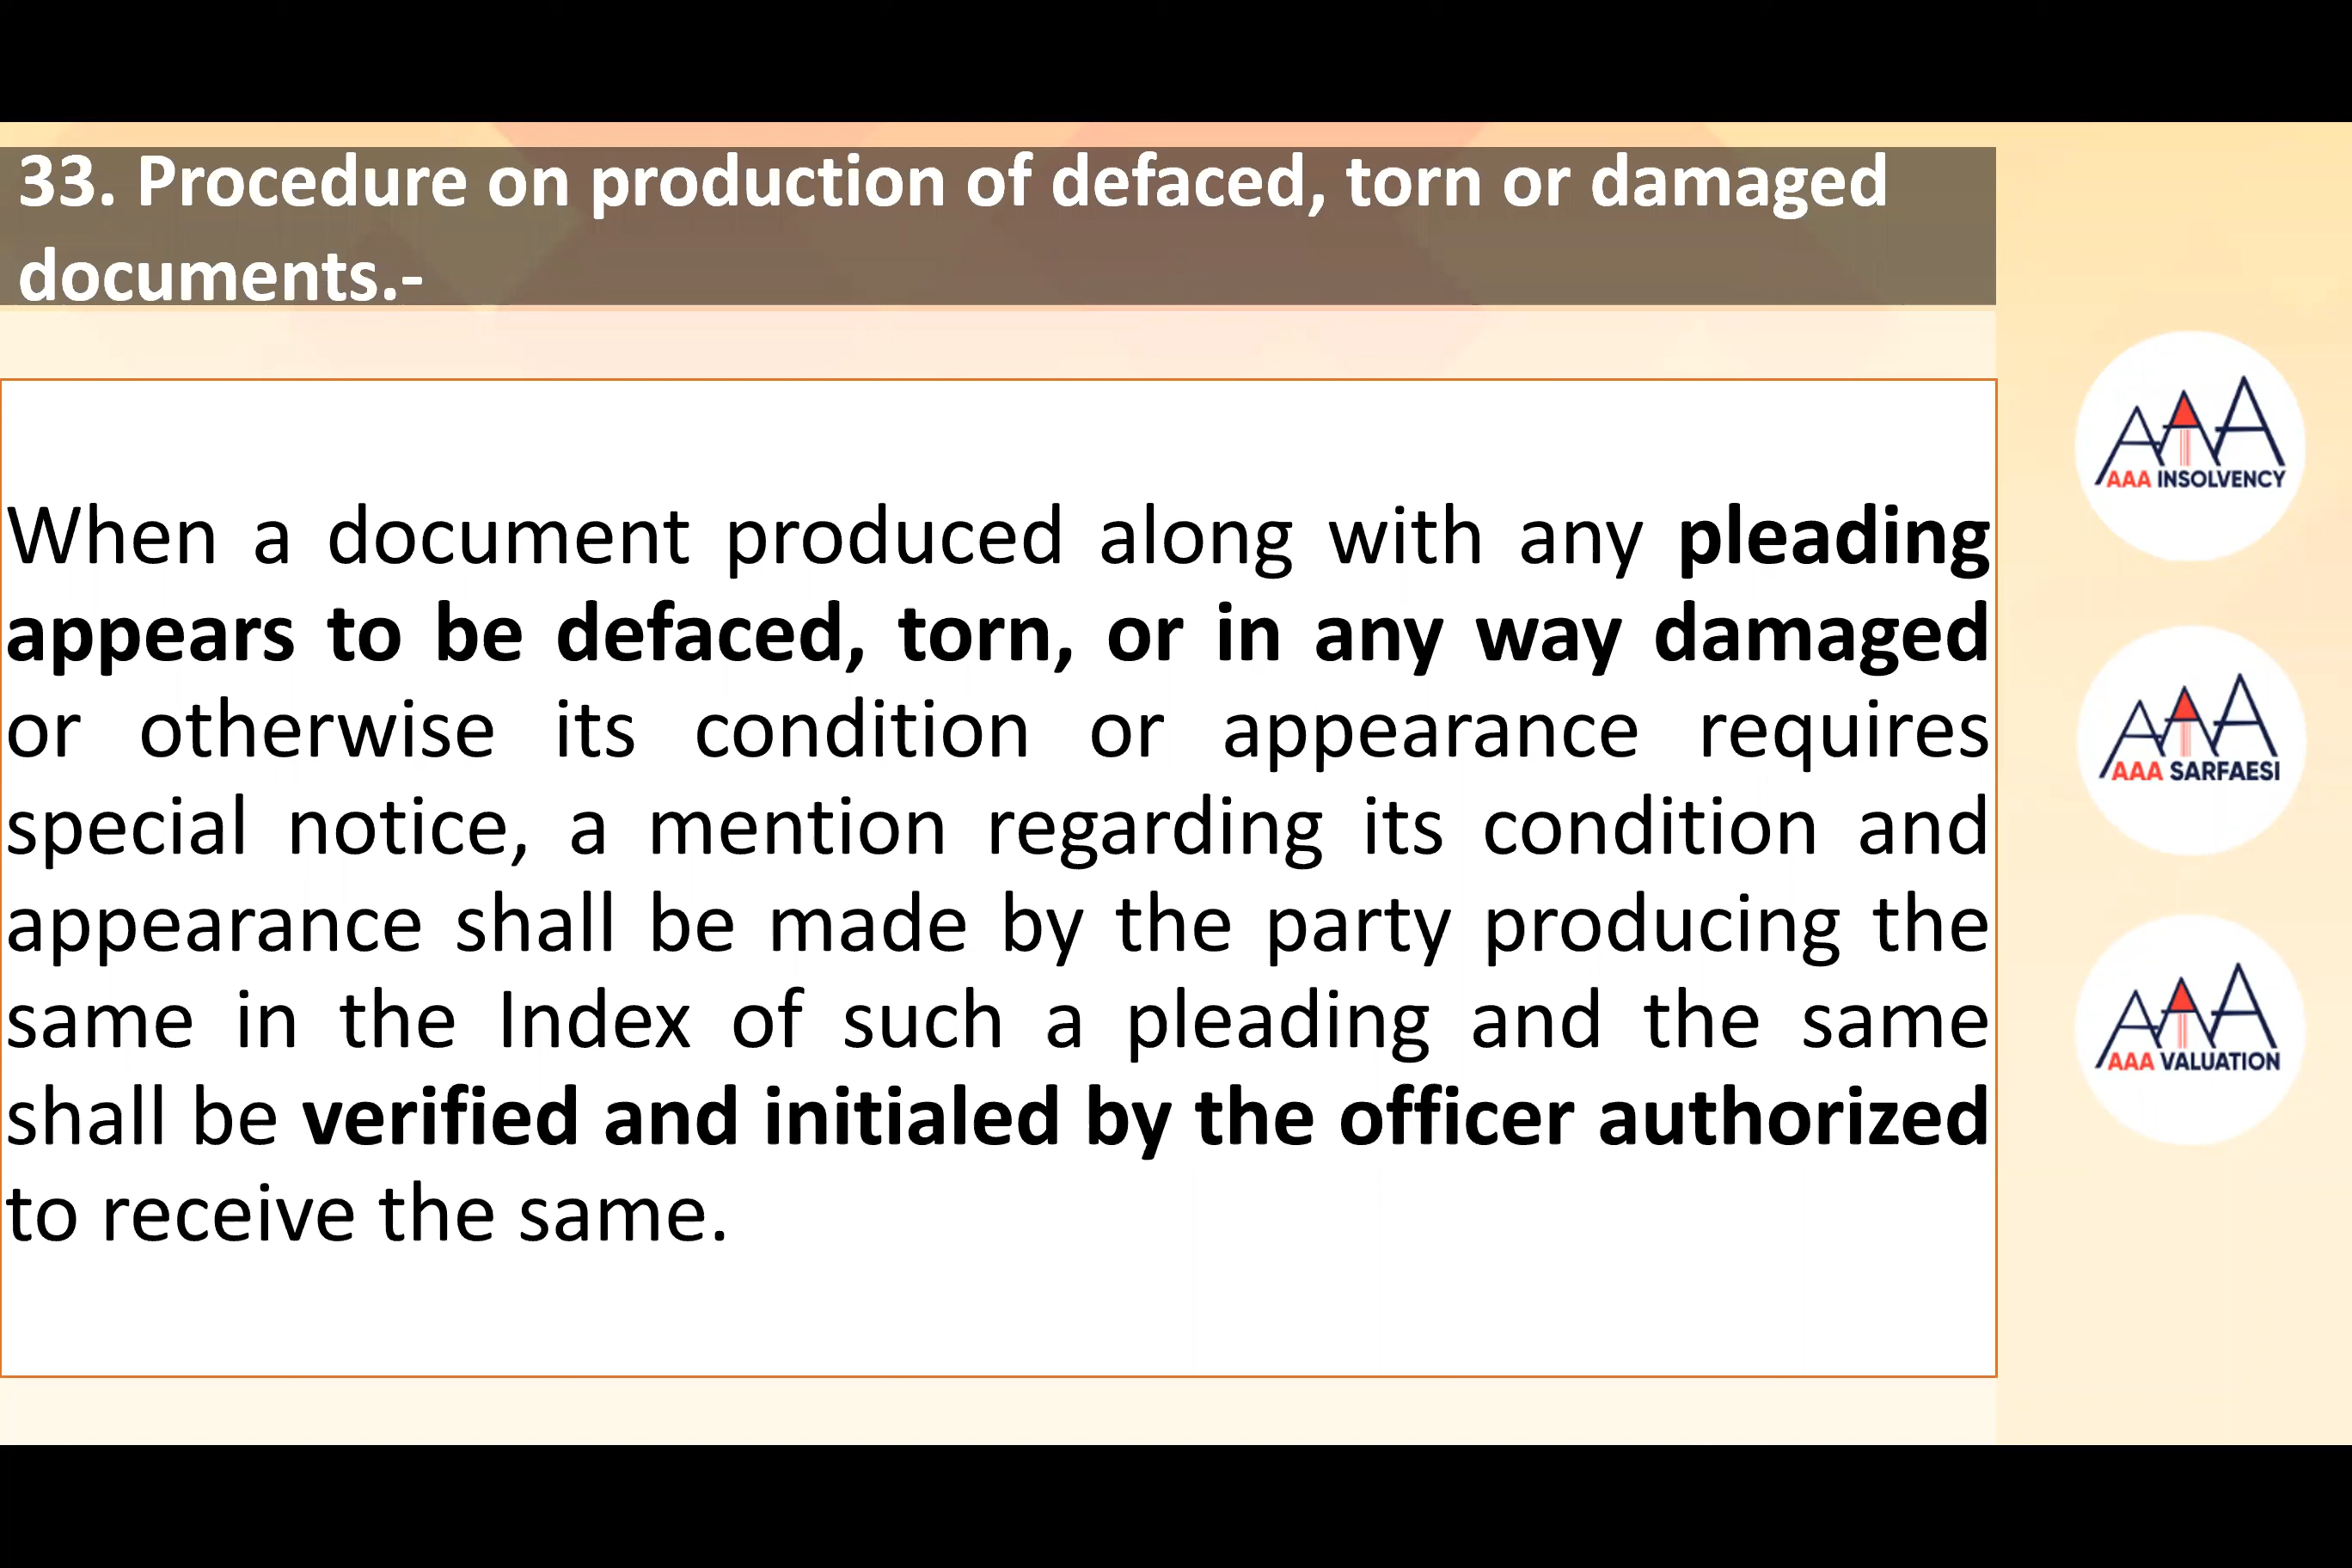 33. Procedure on production of defaced, torn or damaged
documents.-
When a document produced along with any pleading
appears to be defaced, torn, or in any way damaged
or otherwise its condition or appearance requires
special notice, a mention regarding its condition and
appearance shall be made by the party producing the
same in the Index of such a pleading and the same
shall be verified and initialed by the officer authorized
to receive the same.
AAA INSOLVENCY
AAA SARFAESI
AAA VALUATION